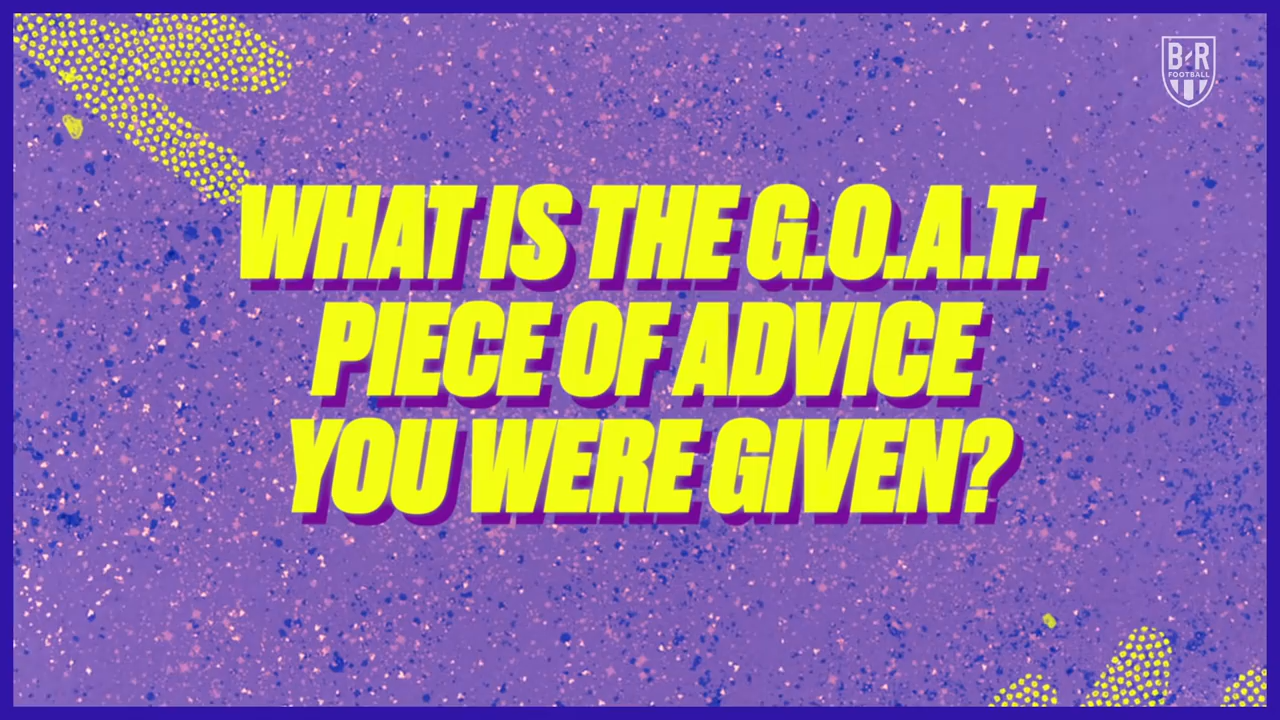 B/R
FOOTBALL
WHAT IS THE G.O.A.T.
PIECE OF ADVICE
YOU WERE GIVEN?